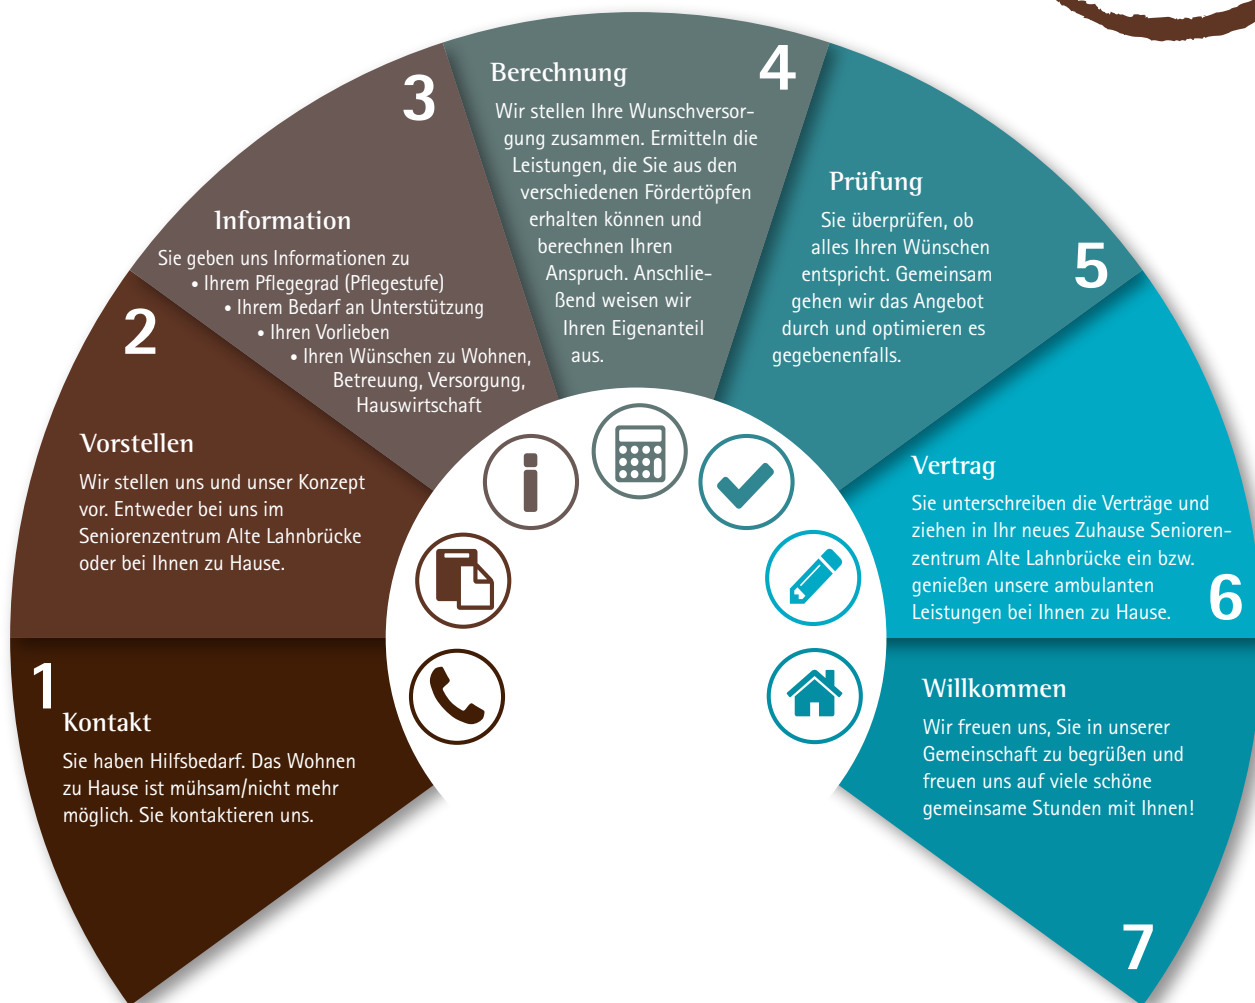 1
Kontakt
Sie haben Hilfsbedarf. Das Wohnen
zu Hause ist mühsam/nicht mehr
möglich. Sie kontaktieren uns.
2
Vorstellen
Wir stellen uns und unser Konzept
vor. Entweder bei uns im
Seniorenzentrum Alte Lahnbrücke
oder bei Ihnen zu Hause.
3
Information
Sie geben uns Informationen zu
• Ihrem Pflegegrad (Pflegestufe)
• Ihrem Bedarf an Unterstützung
• Ihren Vorlieben
• Ihren Wünschen zu Wohnen,
Betreuung, Versorgung,
Hauswirtschaft
4
Berechnung
Wir stellen Ihre Wunschversor-
gung zusammen. Ermitteln die
Leistungen, die Sie aus den
verschiedenen Fördertöpfen
erhalten können und
berechnen Ihren
Anspruch. Anschlie-
ßend weisen wir
Ihren Eigenanteil
aus.
5
Prüfung
Sie überprüfen, ob
alles Ihren Wünschen
entspricht. Gemeinsam
gehen wir das Angebot
durch und optimieren es
gegebenenfalls.
6
Vertrag
Sie unterschreiben die Verträge und
ziehen in Ihr neues Zuhause Senioren-
zentrum Alte Lahnbrücke ein bzw.
genießen unsere ambulanten
Leistungen bei Ihnen zu Hause.
7
Willkommen
Wir freuen uns, Sie in unserer
Gemeinschaft zu begrüßen und
freuen uns auf viele schöne
gemeinsame Stunden mit Ihnen!